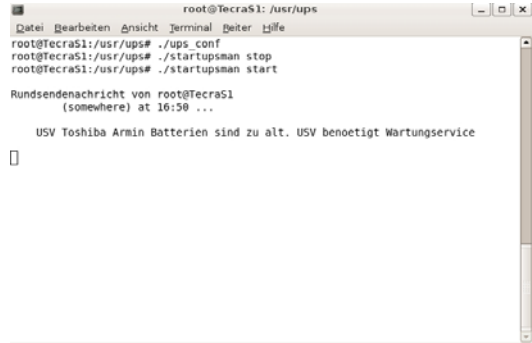 root@TecraS1: /usr/ups
Datei Bearbeiten Ansicht Terminal Reiter Hilfe
root@TecraS1:/usr/ups# ./ups_conf
root@TecraS1:/usr/ups# ./startupsman stop
root@TecraS1:/usr/ups# ./startupsman start
Rundsendenachricht von root@TecraS1
(somewhere) at 16:50 ...
USV Toshiba Armin Batterien sind zu alt. USV benoetigt Wartungservice